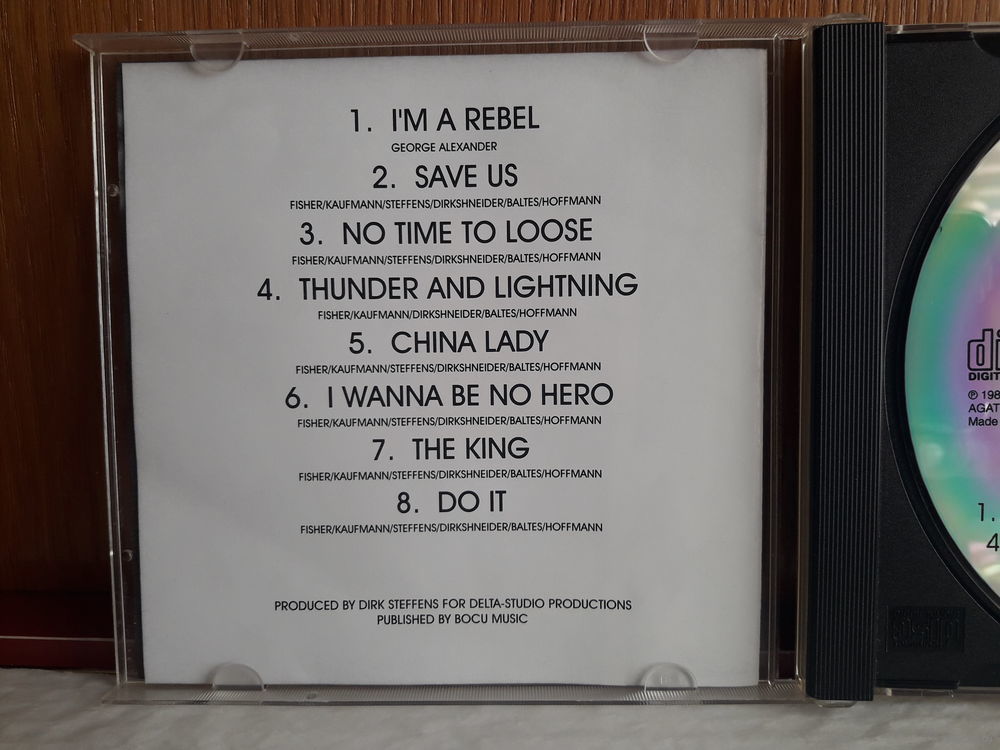 1. I'M A REBEL
GEORGE ALEXANDER
2. SAVE US
FISHER/KAUFMANN/STEFFENS/DIRKSHNEIDER/BALTES/HOFFMANN
3. NO TIME TO LOOSE
FISHER/KAUFMANN/STEFFENS/DIRKSHNEIDER/BALTES/HOFFMANN
4. THUNDER AND LIGHTNING
FISHER/KAUFMANN/DIRKSHNEIDER/BALTES/HOFFMANN
5. CHINA LADY
FISHER/KAUFMANN/STEFFENS/DIRKSHNEIDER/BALTES/HOFFMANN
6. I WANNA BE NO HERO
FISHER/KAUFMANN/STEFFENS/DIRKSHNEIDER/BALTES/HOFFMANN
7. THE KING
FISHER/KAUFMANN/STEFFENS/DIRKSHNEIDER/BALTES/HOFFMANN
8. DO IT
FISHER/KAUFMANN/STEFFENS/DIRKSHNEIDER/BALTES/HOFFMANN
PRODUCED BY DIRK STEFFENS FOR DELTA-STUDIO PRODUCTIONS
PUBLISHED BY BOCU MUSIC
di
DIGIT
℗ 198
AGAT
Made
1.
4